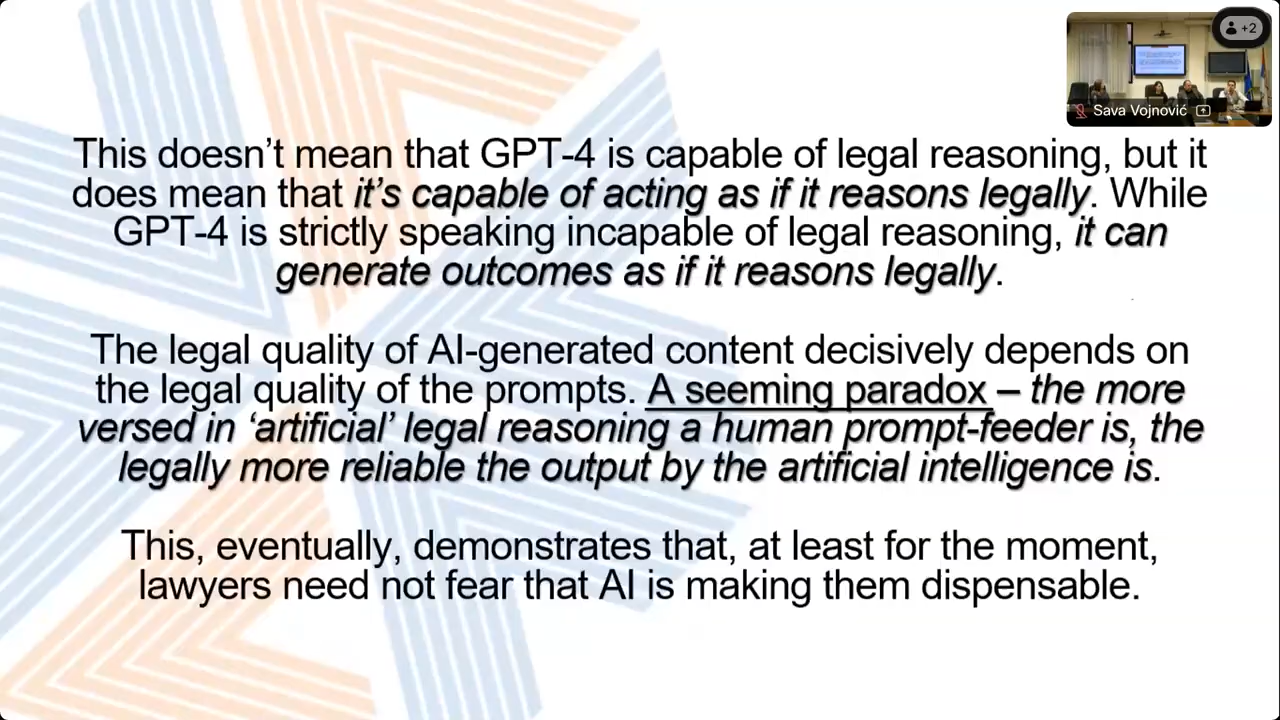 +2
Sava Vojnović
This doesn’t mean that GPT-4 is capable of legal reasoning, but it
does mean that it’s capable of acting as if it reasons legally. While
GPT-4 is strictly speaking incapable of legal reasoning, it can
generate outcomes as if it reasons legally.
The legal quality of AI-generated content decisively depends on
the legal quality of the prompts. A seeming paradox – the more
versed in ‘artificial’ legal reasoning a human prompt-feeder is, the
legally more reliable the output by the artificial intelligence is.
This, eventually, demonstrates that, at least for the moment,
lawyers need not fear that AI is making them dispensable.